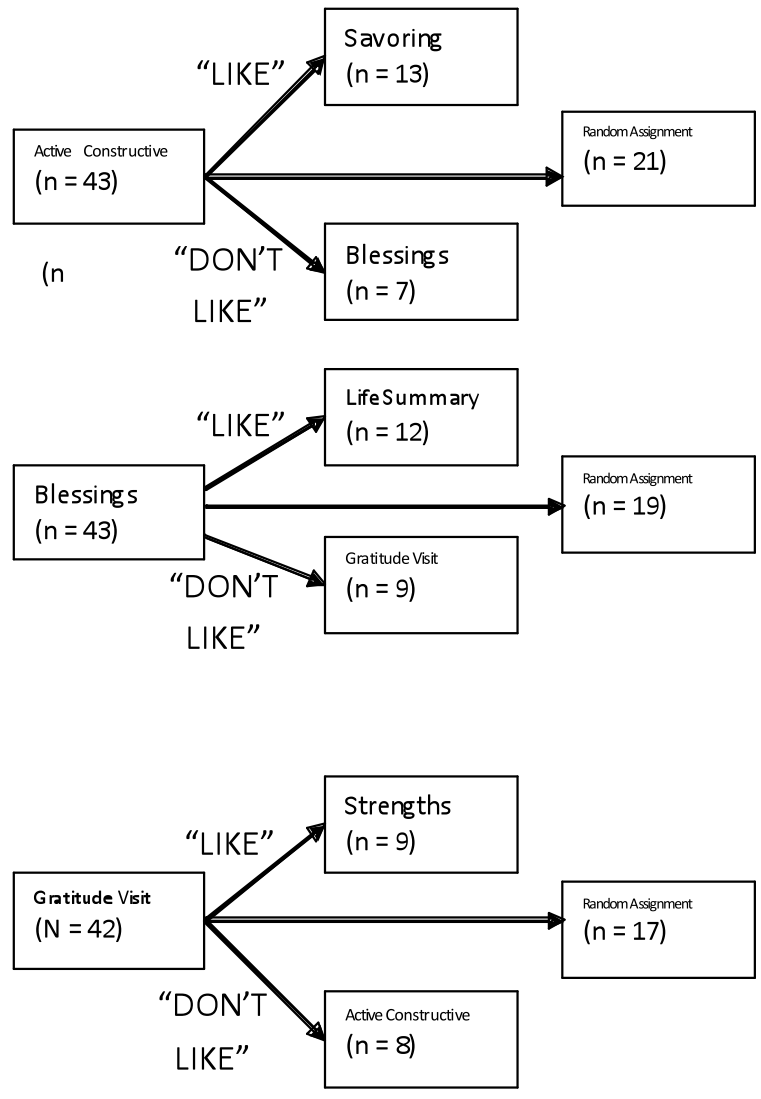 Savoring
(n = 13)
“LIKE”
Random Assignment
(n = 21)
Active Constructive
(n = 43)
“DON’T
LIKE”
Blessings
(n = 7)
(n
Life Summary
(n = 12)
“LIKE”
Random Assignment
(n = 19)
Blessings
(n = 43)
Gratitude Visit
(n = 9)
“DON’T
LIKE”
Strengths
(n = 9)
“LIKE”
Random Assignment
(n = 17)
Gratitude Visit
(N = 42)
“DON’T
LIKE”
Active Constructive
(n = 8)